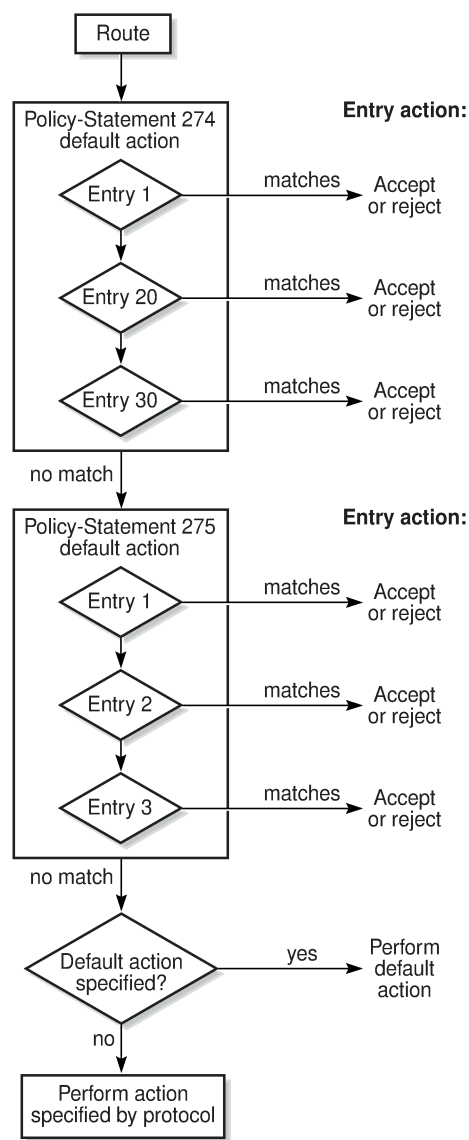 Route
Policy-Statement 274
default action
Entry action:
Entry 1
matches
Accept
or reject
Entry 20
matches
Accept
or reject
Entry 30
matches
Accept
or reject
no match
Policy-Statement 275
default action
Entry action:
Entry 1
matches
Accept
or reject
Entry 2
matches
Accept
or reject
Entry 3
matches
Accept
or reject
no match
Default action
specified?
yes
Perform
default
action
no
Perform action
specified by protocol